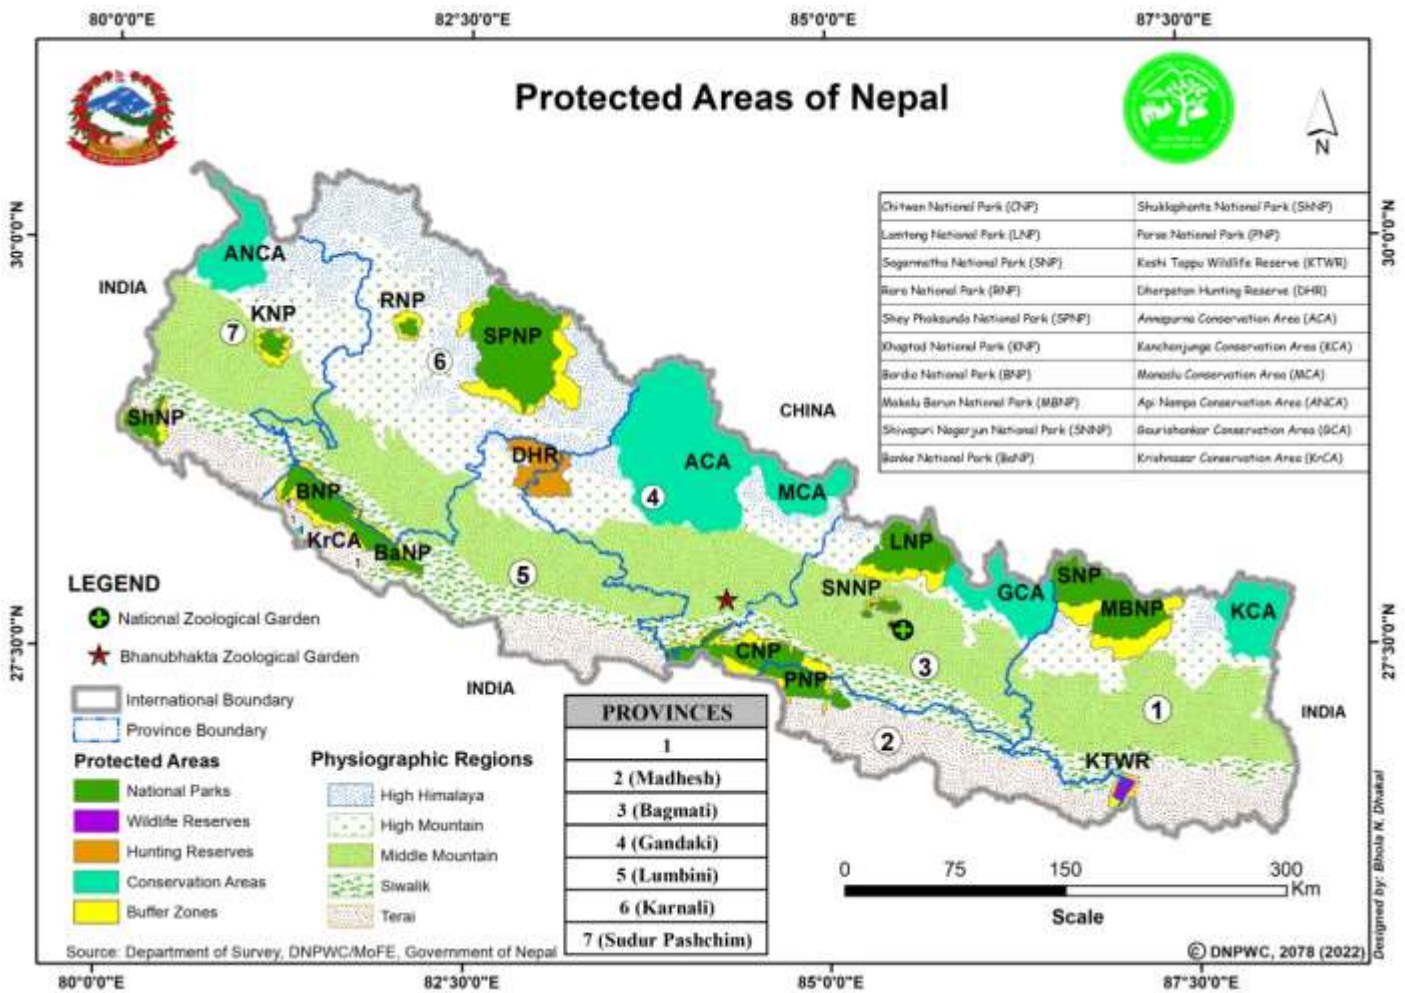 80°0'0"E 82°30'0"E 85°0'0"E 87°30'0"E
Protected Areas of Nepal
N
30°0'0"N
30°0'0"N
27°30'0"N
27°30'0"N
Chitwan National Park (CNP) Shuklaphanta National Park (ShNP)
Lamtang National Park (LNP) Parsa National Park (PNP)
Sagarmatha National Park (SNP) Koshi Tappu Wildlife Reserve (KTWR)
Rara National Park (RNP) Dhorpatan Hunting Reserve (DHR)
Shey Phoksundo National Park (SPNP) Annapurna Conservation Area (ACA)
Khaptad National Park (KNP) Kanchanjunga Conservation Area (KCA)
Bardia National Park (BNP) Manaslu Conservation Area (MCA)
Makalu Barun National Park (MBNP) Api Nampa Conservation Area (ANCA)
Shivapuri Nagarjun National Park (SNNP) Gaurishankar Conservation Area (GCA)
Banke National Park (BaNP) Krishnasar Conservation Area (KrCA)
ANCA
INDIA
KNP
RNP
7
SPNP
6
ShNP
CHINA
DHR
ACA
MCA
4
BNP
KrCA
BaNP
5
LNP
SNNP
GCA
SNP
MBNP
KCA
CNP
PNP
3
INDIA
1
INDIA
2
KTWR
LEGEND
National Zoological Garden
Bhanubhakta Zoological Garden
International Boundary
Province Boundary
Protected Areas
National Parks
Wildlife Reserves
Hunting Reserves
Conservation Areas
Buffer Zones
Physiographic Regions
High Himalaya
High Mountain
Middle Mountain
Siwalik
Terai
PROVINCES
1
2 (Madhesh)
3 (Bagmati)
4 (Gandaki)
5 (Lumbini)
6 (Karnali)
7 (Sudur Pashchim)
0 75 150 300
Km
Scale
Designed by: Bhola N. Dhakal
Source: Department of Survey, DNPWC/MoFE, Government of Nepal
© DNPWC, 2078 (2022)
80°0'0"E 82°30'0"E 85°0'0"E 87°30'0"E